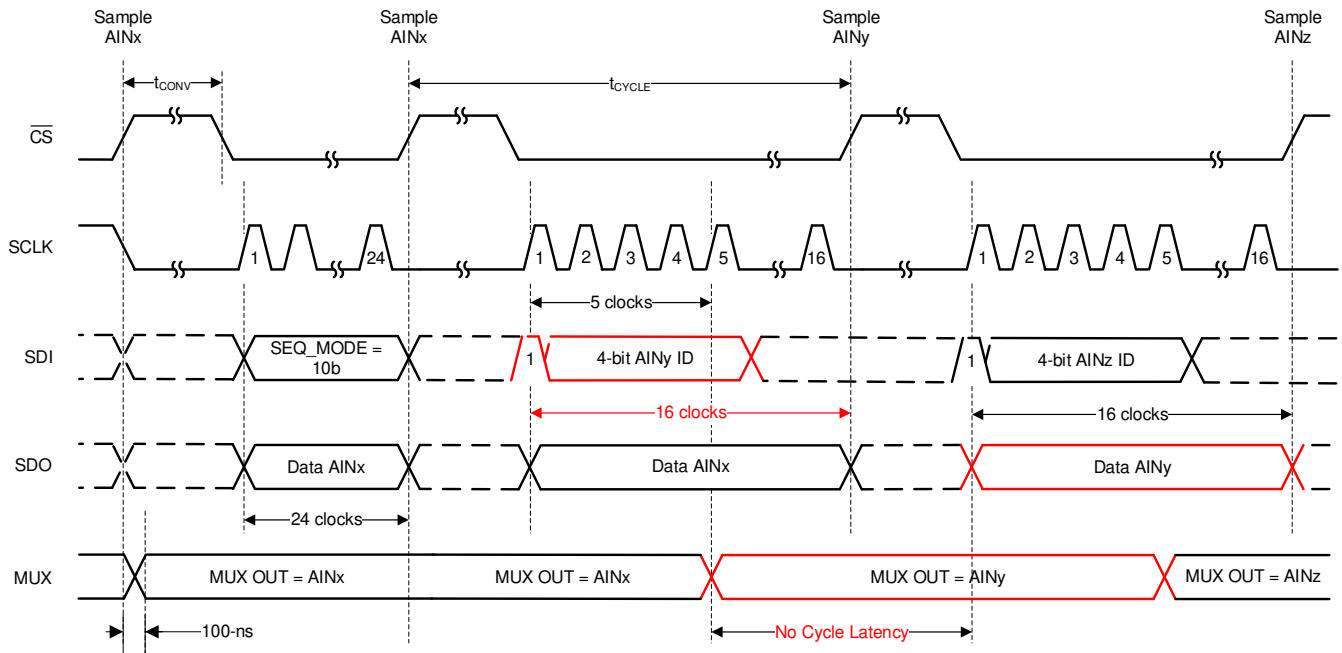 Sample
AINx
Sample
AINx
Sample
AINy
Sample
AINz
tCONV
tCYCLE
CS
SCLK
1
24
1
2
3
4
5
16
1
2
3
4
5
16
5 clocks
SDI
SEQ_MODE =
10b
1
4-bit AINy ID
1
4-bit AINz ID
16 clocks
16 clocks
SDO
Data AINx
Data AINx
Data AINy
24 clocks
MUX
MUX OUT = AINx
MUX OUT = AINx
MUX OUT = AINy
MUX OUT = AINz
100-ns
No Cycle Latency